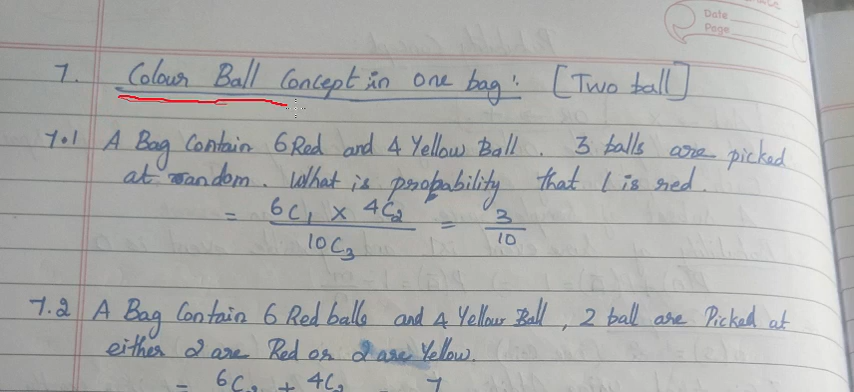 Date
Page
7. Colour Ball Concept in one bag : [Two ball]
7.1 A Bag Contain 6 Red and 4 Yellow Ball . 3 balls are picked
at random . What is probability that 1 is red.
= 6C1 x 4C2 / 10C3 = 3/10
7.2 A Bag Contain 6 Red balls and 4 Yellow Ball , 2 ball are Picked at
either 2 are Red or 2 are Yellow.
= 6C2 + 4C2 = 7